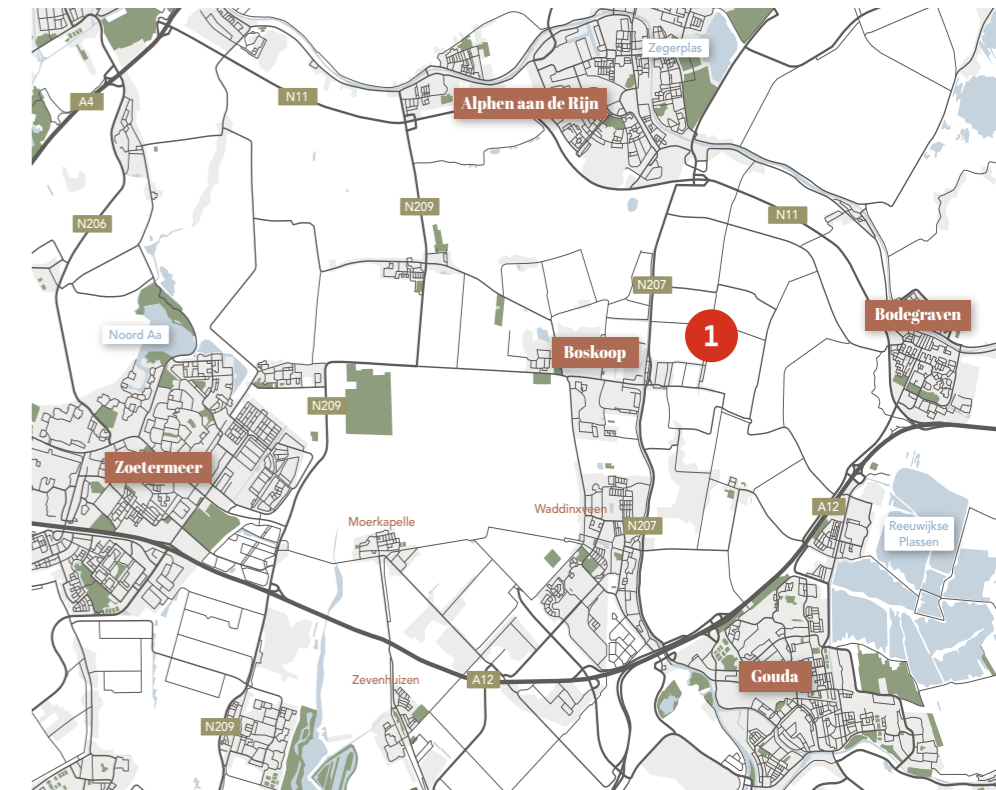 Zegerplas
A4
N11
Alphen aan de Rijn
N206
N209
N11
N207
Bodegraven
Noord Aa
1
Boskoop
N209
Zoetermeer
A12
Waddinxveen
Moerkapelle
N207
Reeuwijkse
Plassen
Zevenhuizen
A12
Gouda
N209